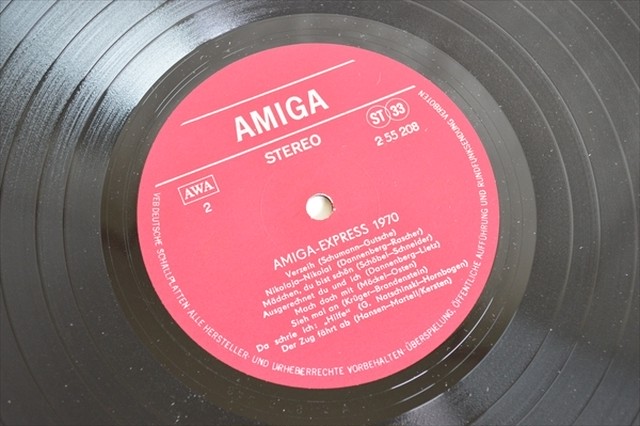 AMIGA
STEREO
ST 33
2 55 208
AWA
2
AMIGA-EXPRESS 1970
Verzeih (Schumann-Gutsche)
Nikolaja-Nikolai (Dannenberg-Rascher)
Mädchen, du bist schön (Schöbel-Schneider)
Ausgerechnet du und ich (Dannenberg-Lietz)
Mach doch mit (Möckel-Osten)
Sieh mal an (Krüger-Brandenstein)
Da schrie ich: „Hilfe“ (G. Natschinski-Hornbogen)
Der Zug fährt ab (Hansen-Martell/Kersten)
VEB DEUTSCHE SCHALLPLATTEN · ALLE HERSTELLER- UND URHEBERRECHTE VORBEHALTEN · ÜBERSPIELUNG, ÖFFENTLICHE AUFFÜHRUNG UND RUNDFUNKSENDUNG VERBOTEN